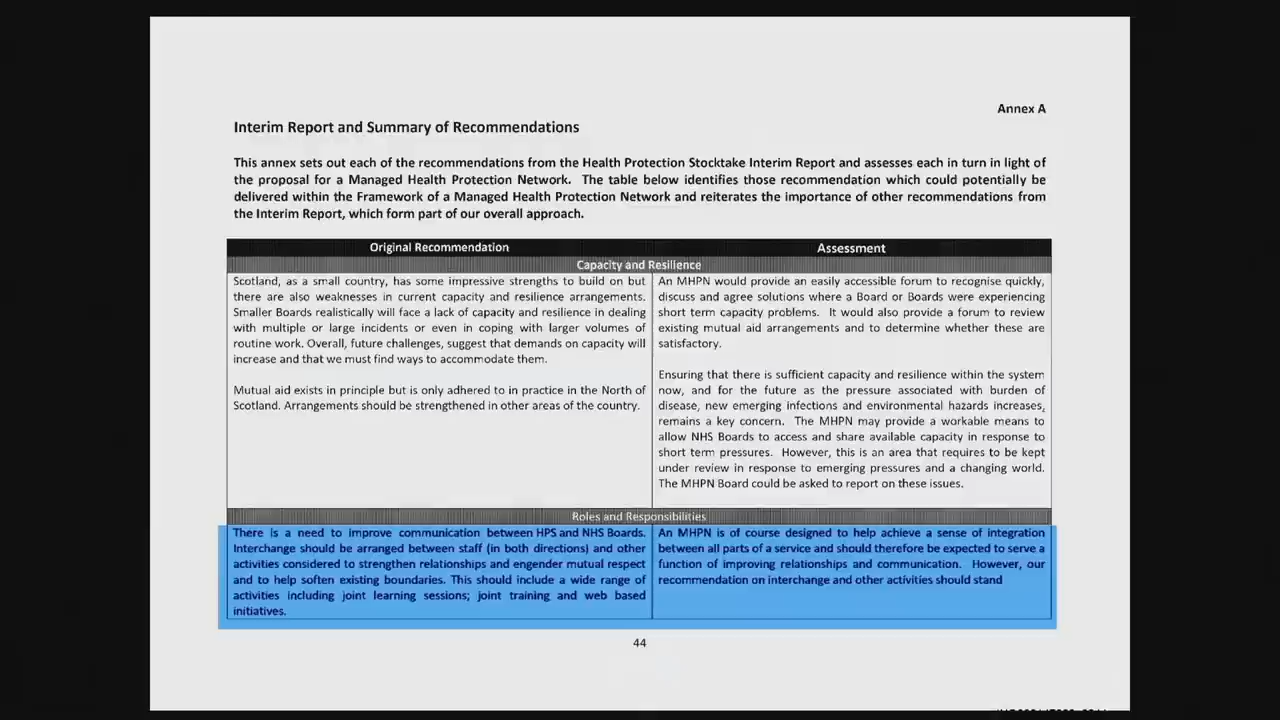 Annex A
Interim Report and Summary of Recommendations
This annex sets out each of the recommendations from the Health Protection Stocktake Interim Report and assesses each in turn in light of
the proposal for a Managed Health Protection Network. The table below identifies those recommendation which could potentially be
delivered within the Framework of a Managed Health Protection Network and reiterates the importance of other recommendations from
the Interim Report, which form part of our overall approach.
Original Recommendation
Assessment
Capacity and Resilience
Scotland, as a small country, has some impressive strengths to build on but
there are also weaknesses in current capacity and resilience arrangements.
Smaller Boards realistically will face a lack of capacity and resilience in dealing
with multiple or large incidents or even in coping with larger volumes of
routine work. Overall, future challenges, suggest that demands on capacity will
increase and that we must find ways to accommodate them.
Mutual aid exists in principle but is only adhered to in practice in the North of
Scotland. Arrangements should be strengthened in other areas of the country.
An MHPN would provide an easily accessible forum to recognise quickly,
discuss and agree solutions where a Board or Boards were experiencing
short term capacity problems. It would also provide a forum to review
existing mutual aid arrangements and to determine whether these are
satisfactory.
Ensuring that there is sufficient capacity and resilience within the system
now, and for the future as the pressure associated with burden of
disease, new emerging infections and environmental hazards increases,
remains a key concern. The MHPN may provide a workable means to
allow NHS Boards to access and share available capacity in response to
short term pressures. However, this is an area that requires to be kept
under review in response to emerging pressures and a changing world.
The MHPN Board could be asked to report on these issues.
Roles and Responsibilities
There is a need to improve communication between HPS and NHS Boards.
Interchange should be arranged between staff (in both directions) and other
activities considered to strengthen relationships and engender mutual respect
and to help soften existing boundaries. This should include a wide range of
activities including joint learning sessions; joint training and web based
initiatives.
An MHPN is of course designed to help achieve a sense of integration
between all parts of a service and should therefore be expected to serve a
function of improving relationships and communication. However, our
recommendation on interchange and other activities should stand
44